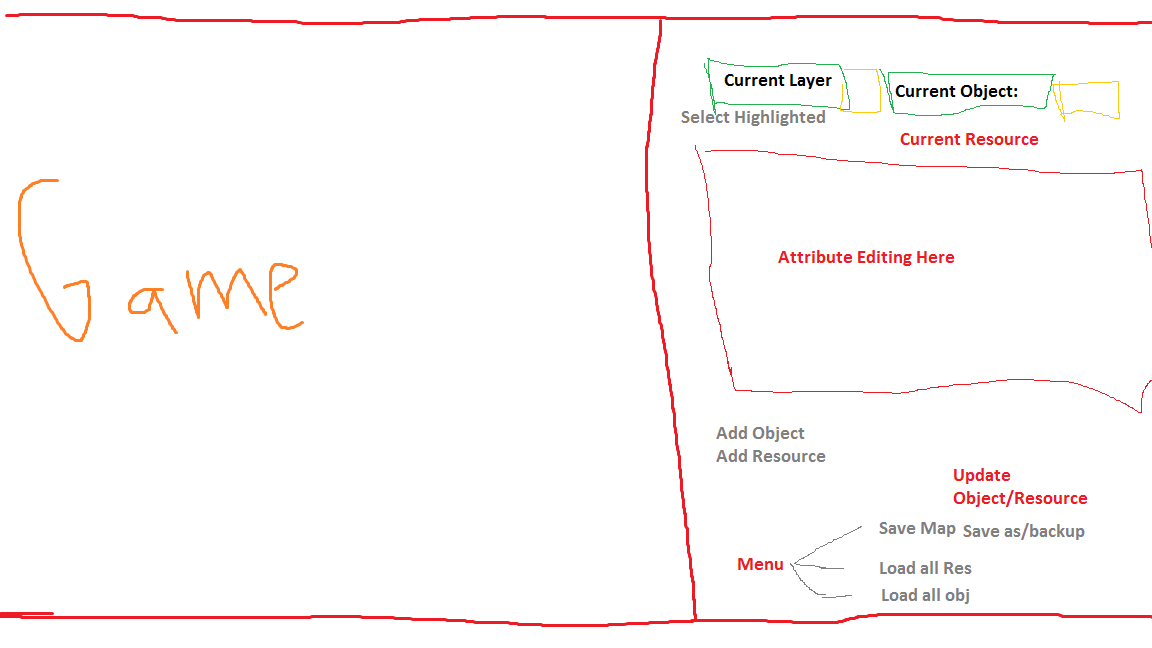 Current Layer
Current Object:
Select Highlighted
Current Resource
Game
Attribute Editing Here
Add Object
Add Resource
Update
Object/Resource
Save Map Save as/backup
Menu
Load all Res
Load all obj